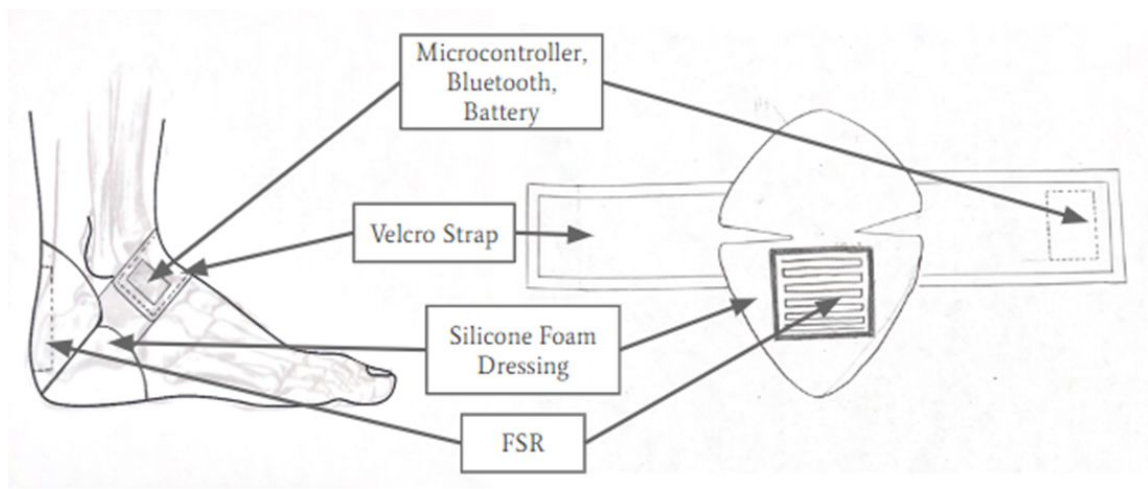 Microcontroller,
Bluetooth,
Battery
Velcro Strap
Silicone Foam
Dressing
FSR